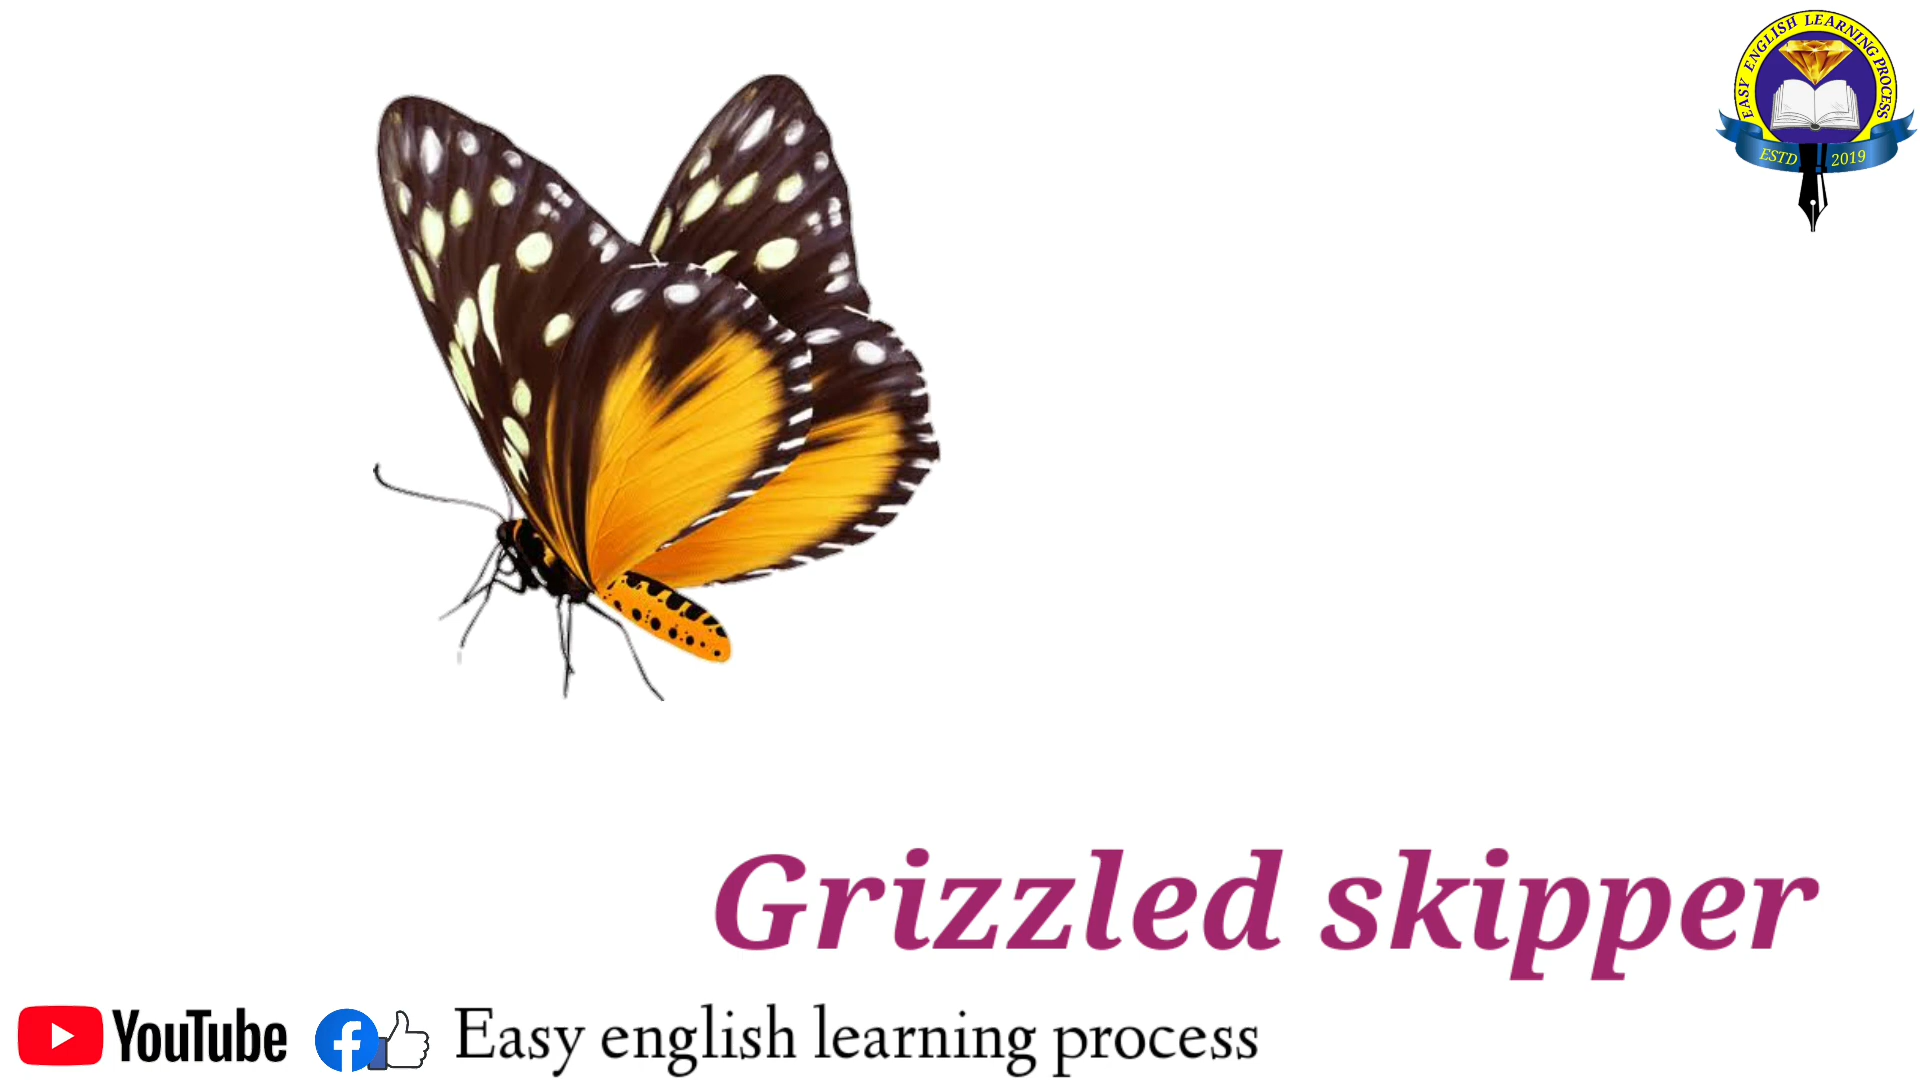 EASY ENGLISH LEARNING PROCESS
ESTD 2019
Grizzled skipper
YouTube
Easy english learning process